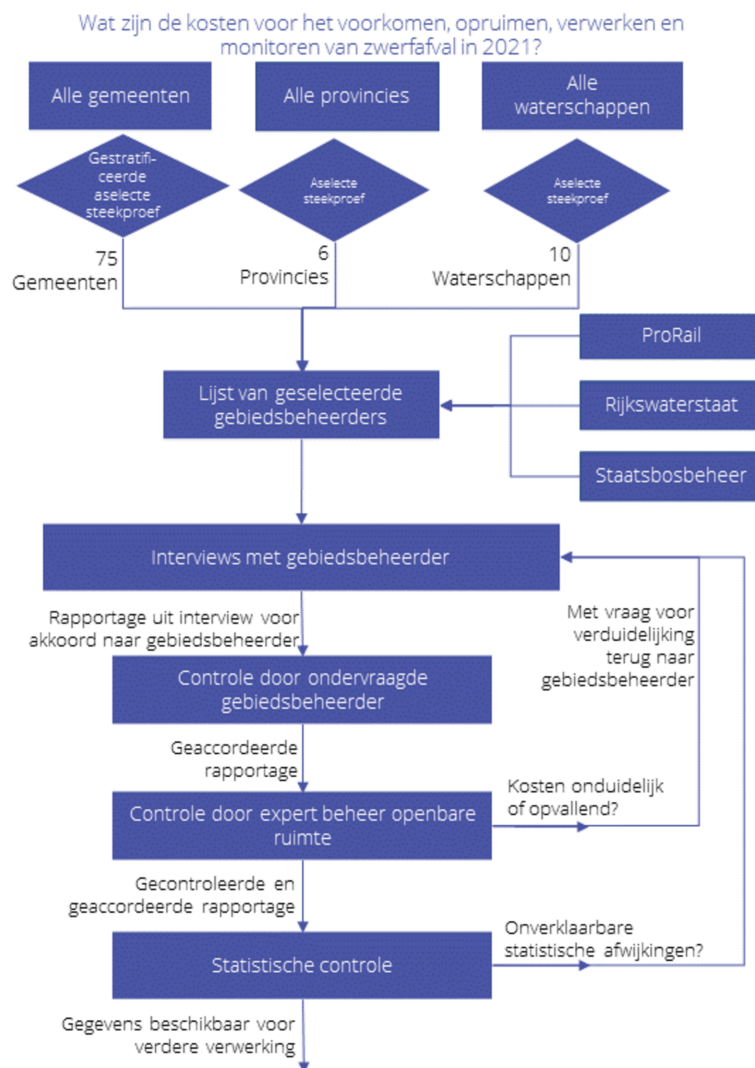 Wat zijn de kosten voor het voorkomen, opruimen, verwerken en
monitoren van zwerfafval in 2021?
Alle gemeenten
Alle provincies
Alle
waterschappen
Gestratifi-
ceerde
aselecte
steekproef
Aselecte
steekproef
Aselecte
steekproef
75
Gemeenten
6
Provincies
10
Waterschappen
ProRail
Lijst van geselecteerde
gebiedsbeheerders
Rijkswaterstaat
Staatsbosbeheer
Interviews met gebiedsbeheerder
Rapportage uit interview voor
akkoord naar gebiedsbeheerder
Met vraag voor
verduidelijking
terug naar
gebiedsbeheerder
Controle door ondervraagde
gebiedsbeheerder
Geaccordeerde
rapportage
Kosten onduidelijk
of opvallend?
Controle door expert beheer openbare
ruimte
Gecontroleerde en
geaccordeerde rapportage
Onverklaarbare
statistische afwijkingen?
Statistische controle
Gegevens beschikbaar voor
verdere verwerking